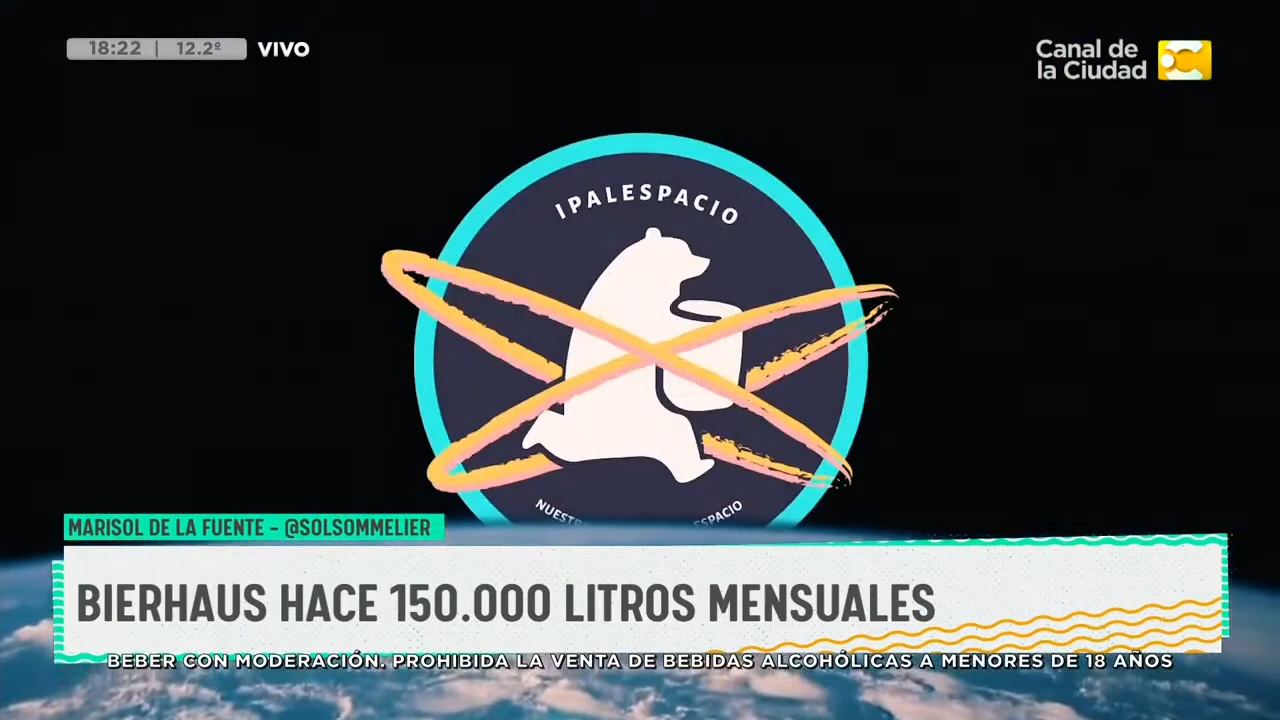 18:22 | 12.2º VIVO
Canal de
la Ciudad
IPALESPACIO
ESPACIO
MARISOL DE LA FUENTE - @SOLSOMMELIER
BIERHAUS HACE 150.000 LITROS MENSUALES
BEBER CON MODERACIÓN. PROHIBIDA LA VENTA DE BEBIDAS ALCOHÓLICAS A MENORES DE 18 AÑOS